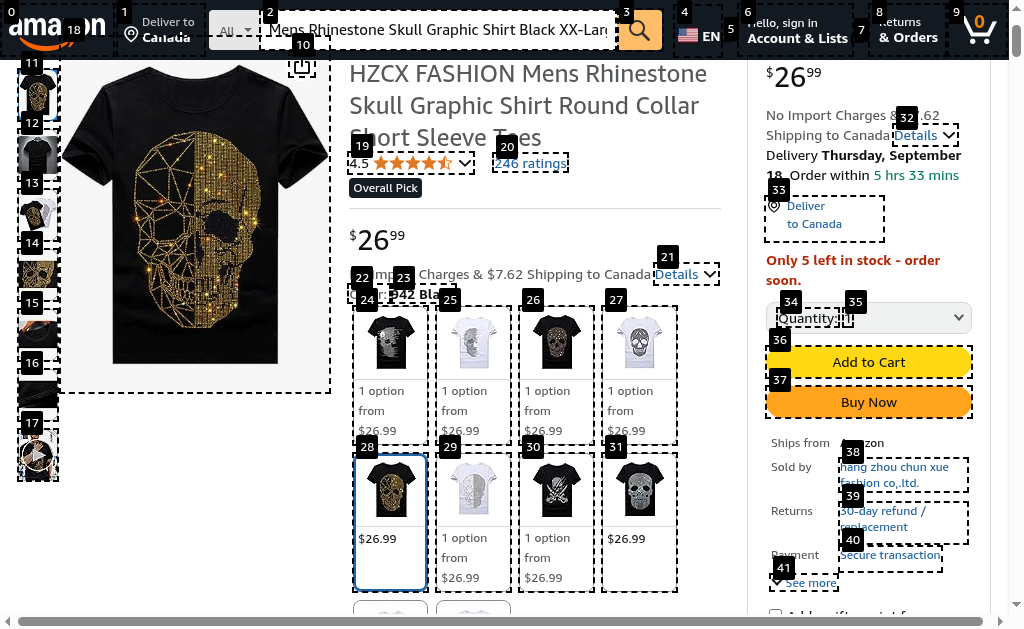 0
1
2
3
4
5
6
7
8
9
amazon
18
Deliver to
Canada
All
Mens Rhinestone Skull Graphic Shirt Black XX-Lar
EN
Hello, sign in
Account & Lists
Returns
& Orders
0
10
11
12
13
14
15
16
17
HZCX FASHION Mens Rhinestone
Skull Graphic Shirt Round Collar
Short Sleeve Tees
19
20
4.5
246 ratings
Overall Pick
$26 99
21
Charges & $7.62 Shipping to Canada Details
22
23
942
24
25
26
27
1 option
from
$26.99
1 option
from
$26.99
1 option
from
$26.99
1 option
from
$26.99
28
29
30
31
$26.99
1 option
from
$26.99
1 option
from
$26.99
$26.99
$26 99
No Import Charges &
32
Shipping to Canada Details
Delivery Thursday, September
18. Order within 5 hrs 33 mins
33
Deliver
to Canada
Only 5 left in stock - order
soon.
34
35
Quantity:
36
Add to Cart
37
Buy Now
Ships from
38
Sold by
hang zhou chun xue
fashion co,.ltd.
39
Returns
30-day refund /
replacement
40
Payment
Secure transaction
41
See more